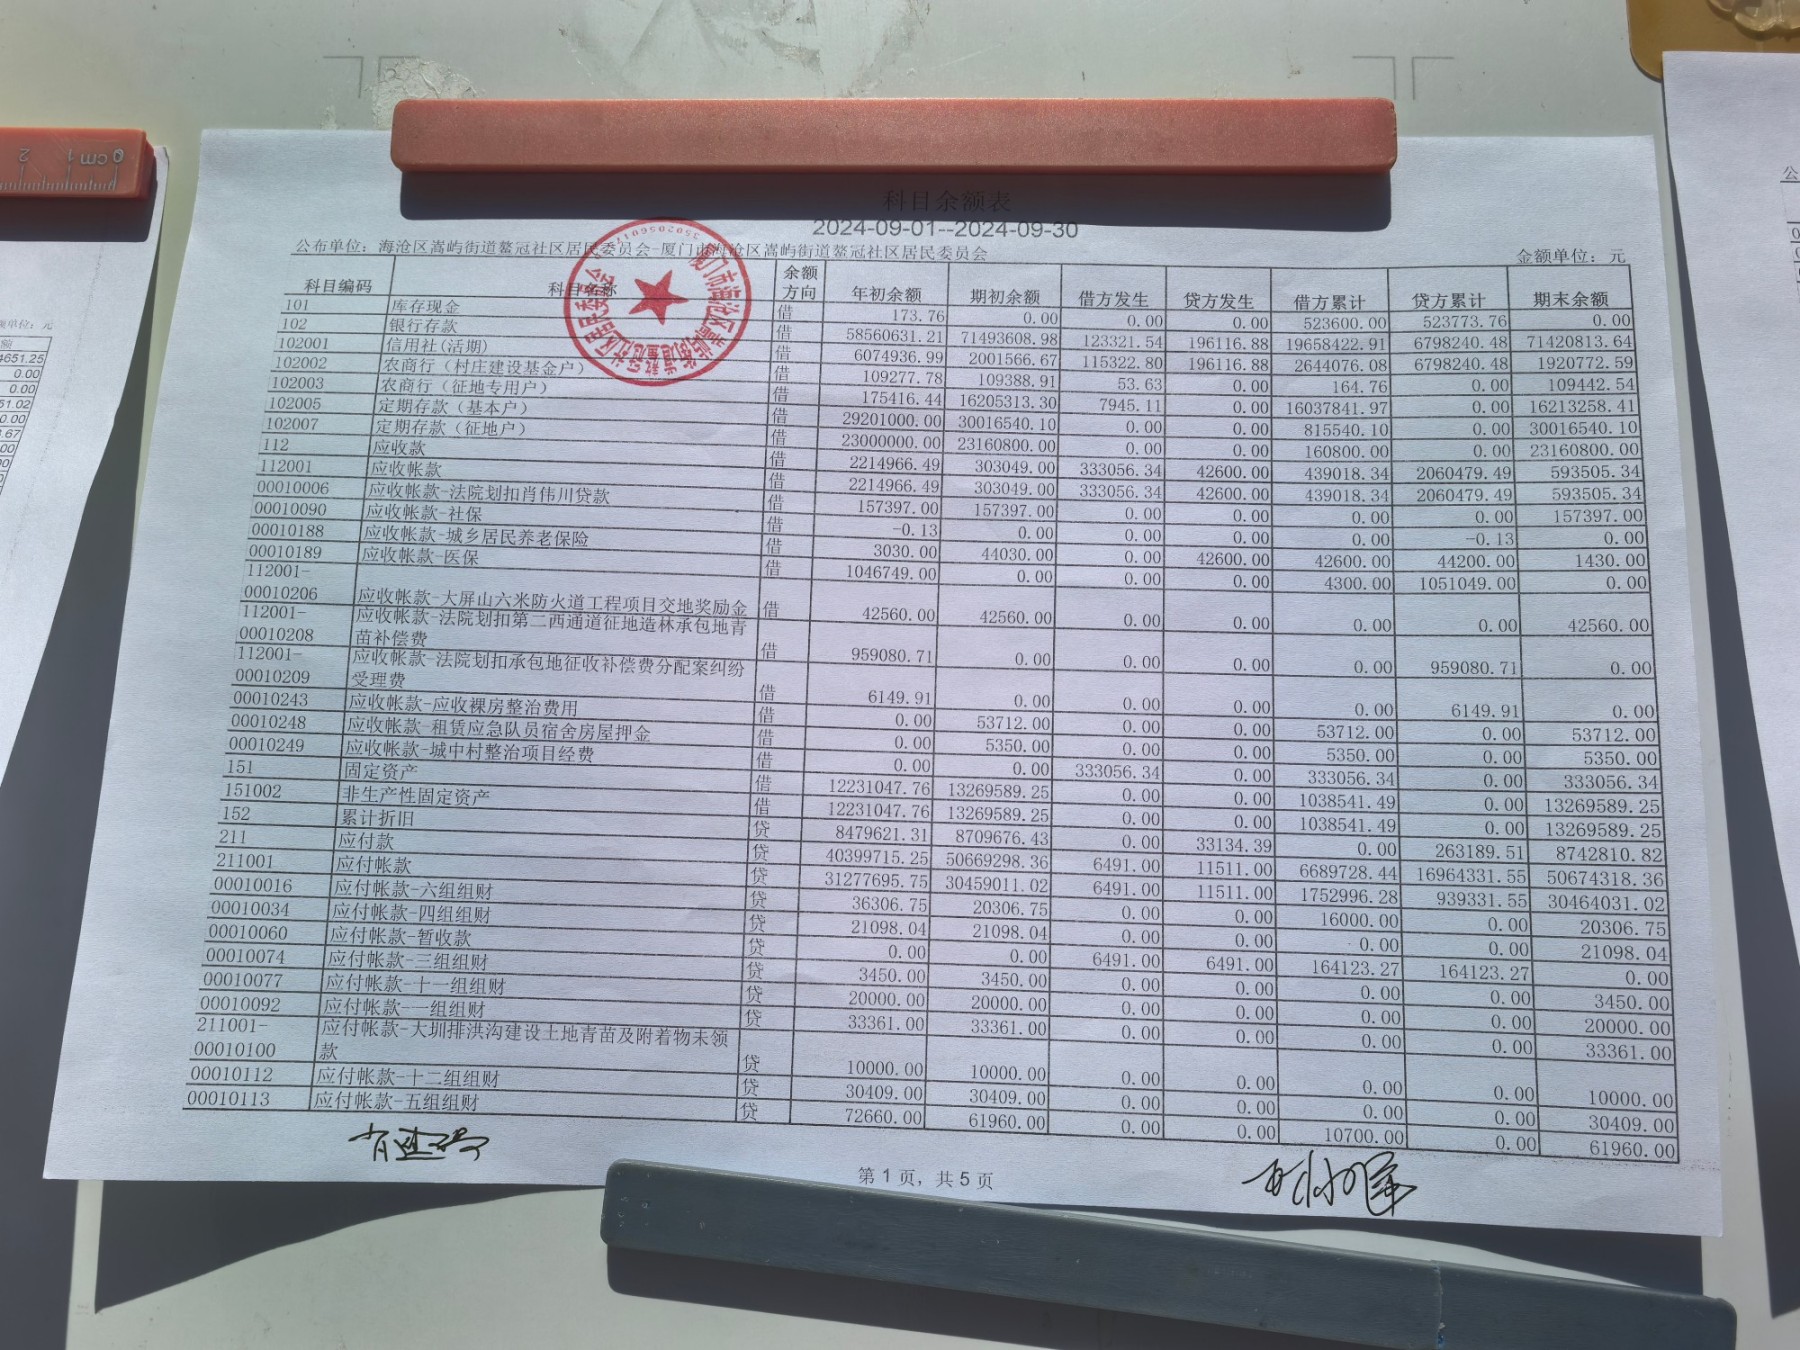 科目余额表
2024-09-01--2024-09-30
公布单位：海沧区嵩屿街道鳌冠社区居民委员会-厦门市海沧区嵩屿街道鳌冠社区居民委员会 金额单位：元
科目编码 科目名称 余额方向 年初余额 期初余额 借方发生 贷方发生 借方累计 贷方累计 期末余额
101 库存现金 借 173.76 0.00 0.00 0.00 523600.00 523773.76 0.00
102 银行存款 借 58560631.21 71493608.98 123321.54 196116.88 19658422.91 6798240.48 71420813.64
102001 信用社(活期) 借 6074936.99 2001566.67 115322.80 196116.88 2644076.08 6798240.48 1920772.59
102002 农商行（村庄建设基金户） 借 109277.78 109388.91 53.63 0.00 164.76 0.00 109442.54
102003 农商行（征地专用户） 借 175416.44 16205313.30 7945.11 0.00 16037841.97 0.00 16213258.41
102005 定期存款（基本户） 借 29201000.00 30016540.10 0.00 0.00 815540.10 0.00 30016540.10
102007 定期存款（征地户） 借 23000000.00 23160800.00 0.00 0.00 160800.00 0.00 23160800.00
112 应收款 借 2214966.49 303049.00 333056.34 42600.00 439018.34 2060479.49 593505.34
112001 应收帐款 借 2214966.49 303049.00 333056.34 42600.00 439018.34 2060479.49 593505.34
00010006 应收帐款-法院划扣肖伟川贷款 借 157397.00 157397.00 0.00 0.00 0.00 0.00 157397.00
00010090 应收帐款-社保 借 -0.13 0.00 0.00 0.00 0.00 -0.13 0.00
00010188 应收帐款-城乡居民养老保险 借 3030.00 44030.00 0.00 42600.00 42600.00 44200.00 1430.00
00010189 应收帐款-医保 借 1046749.00 0.00 0.00 0.00 4300.00 1051049.00 0.00
112001-
00010206 应收帐款-大屏山六米防火道工程项目交地奖励金 借 42560.00 42560.00 0.00 0.00 0.00 0.00 42560.00
112001- 应收帐款-法院划扣第二西通道征地造林承包地青
00010208 苗补偿费 借 959080.71 0.00 0.00 0.00 0.00 959080.71 0.00
112001- 应收帐款-法院划扣承包地征收补偿费分配案纠纷
00010209 受理费 借 6149.91 0.00 0.00 0.00 0.00 6149.91 0.00
00010243 应收帐款-应收裸房整治费用 借 0.00 53712.00 0.00 0.00 53712.00 0.00 53712.00
00010248 应收帐款-租赁应急队员宿舍房屋押金 借 0.00 5350.00 0.00 0.00 5350.00 0.00 5350.00
00010249 应收帐款-城中村整治项目经费 借 0.00 0.00 333056.34 0.00 333056.34 0.00 333056.34
151 固定资产 借 12231047.76 13269589.25 0.00 0.00 1038541.49 0.00 13269589.25
151002 非生产性固定资产 借 12231047.76 13269589.25 0.00 0.00 1038541.49 0.00 13269589.25
152 累计折旧 贷 8479621.31 8709676.43 0.00 33134.39 0.00 263189.51 8742810.82
211 应付款 贷 40399715.25 50669298.36 6491.00 11511.00 6689728.44 16964331.55 50674318.36
211001 应付帐款 贷 31277695.75 30459011.02 6491.00 11511.00 1752996.28 939331.55 30464031.02
00010016 应付帐款-六组组财 贷 36306.75 20306.75 0.00 0.00 16000.00 0.00 20306.75
00010034 应付帐款-四组组财 贷 21098.04 21098.04 0.00 0.00 0.00 0.00 21098.04
00010060 应付帐款-暂收款 贷 0.00 0.00 6491.00 6491.00 164123.27 164123.27 0.00
00010074 应付帐款-三组组财 贷 3450.00 3450.00 0.00 0.00 0.00 0.00 3450.00
00010077 应付帐款-十一组组财 贷 20000.00 20000.00 0.00 0.00 0.00 0.00 20000.00
00010092 应付帐款-一组组财 贷 33361.00 33361.00 0.00 0.00 0.00 0.00 33361.00
211001- 应付帐款-大圳排洪沟建设土地青苗及附着物未领
00010100 款 贷 10000.00 10000.00 0.00 0.00 0.00 0.00 10000.00
00010112 应付帐款-十二组组财 贷 30409.00 30409.00 0.00 0.00 0.00 0.00 30409.00
00010113 应付帐款-五组组财 贷 72660.00 61960.00 0.00 0.00 10700.00 0.00 61960.00
第 1 页，共 5 页
0 cm 1 2
4651.25
0.00
0.00